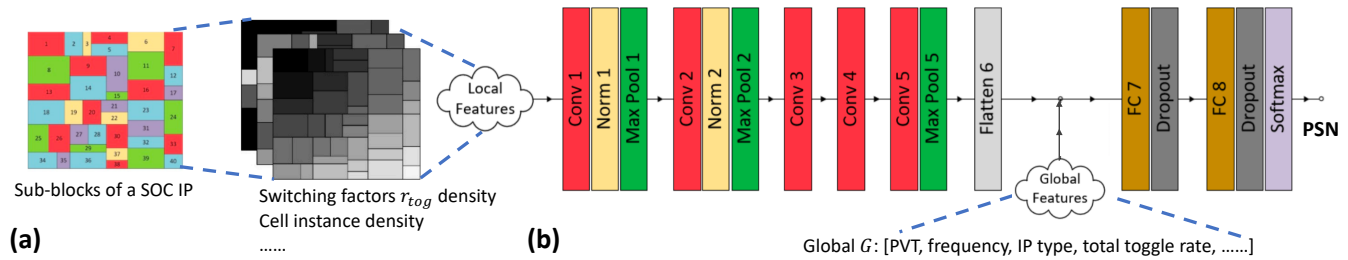 1
2
3
4
5
6
7
8
9
10
11
12
13
14
15
16
17
18
19
20
21
22
23
24
25
26
27
28
29
30
31
32
33
34
35
36
37
38
39
40
Sub-blocks of a SOC IP
(a)
Switching factors r_tog density
Cell instance density
......
Local
Features
(b)
Conv 1
Norm 1
Max Pool 1
Conv 2
Norm 2
Max Pool 2
Conv 3
Conv 4
Conv 5
Max Pool 5
Flatten 6
Global
Features
FC 7
Dropout
FC 8
Dropout
Softmax
PSN
Global G: [PVT, frequency, IP type, total toggle rate, ......]